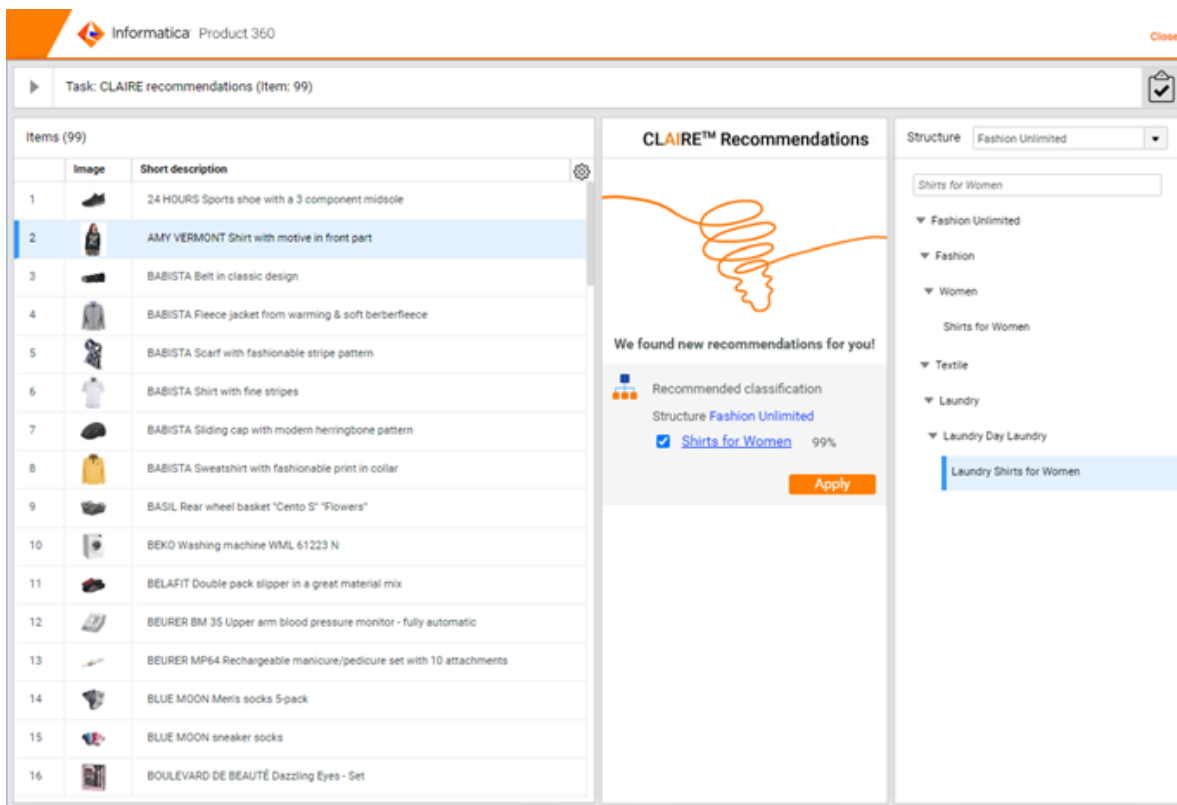 Informatica Product 360
Close
Task: CLAIRE recommendations (Item: 99)
Items (99)
Image Short description
1 24 HOURS Sports shoe with a 3 component midsole
2 AMY VERMONT Shirt with motive in front part
3 BABISTA Belt in classic design
4 BABISTA Fleece jacket from warming & soft berberfleece
5 BABISTA Scarf with fashionable stripe pattern
6 BABISTA Shirt with fine stripes
7 BABISTA Sliding cap with modern herringbone pattern
8 BABISTA Sweatshirt with fashionable print in collar
9 BASIL Rear wheel basket "Cento S" "Flowers"
10 BEKO Washing machine WML 61223 N
11 BELAFIT Double pack slipper in a great material mix
12 BEURER BM 35 Upper arm blood pressure monitor - fully automatic
13 BEURER MP64 Rechargeable manicure/pedicure set with 10 attachments
14 BLUE MOON Men's socks 5-pack
15 BLUE MOON sneaker socks
16 BOULEVARD DE BEAUTÉ Dazzling Eyes - Set
CLAIRE™ Recommendations
We found new recommendations for you!
Recommended classification
Structure Fashion Unlimited
Shirts for Women 99%
Apply
Structure Fashion Unlimited
Shirts for Women
Fashion Unlimited
Fashion
Women
Shirts for Women
Textile
Laundry
Laundry Day Laundry
Laundry Shirts for Women